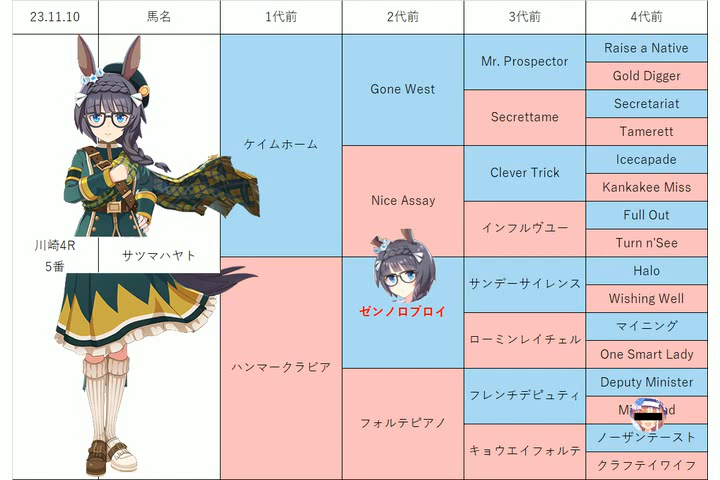 23.11.10 馬名 1代前 2代前 3代前 4代前
川崎4R
5番
サツマハヤト
ケイムホーム
ハンマークラビア
Gone West
Nice Assay
ゼンノロブロイ
フォルテピアノ
Mr. Prospector
Secrettame
Clever Trick
インフルヴユー
サンデーサイレンス
ローミンレイチェル
フレンチデピュティ
キョウエイフォルテ
Raise a Native
Gold Digger
Secretariat
Tamerett
Icecapade
Kankakee Miss
Full Out
Turn n'See
Halo
Wishing Well
マイニング
One Smart Lady
Deputy Minister
ノーザンテースト
クラフテイワイフ